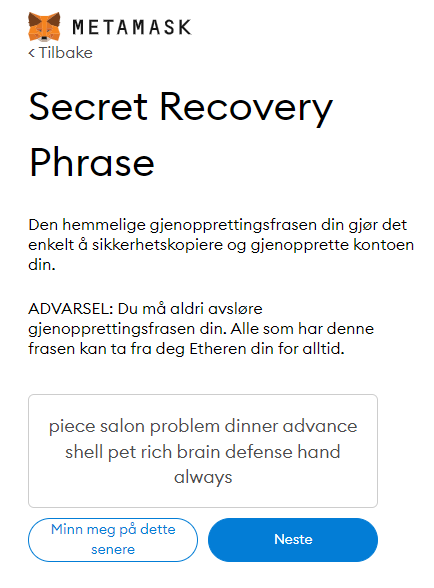 METAMASK
< Tilbake
Secret Recovery
Phrase
Den hemmelige gjenopprettingsfrasen din gjør det
enkelt å sikkerhetskopiere og gjenopprette kontoen
din.
ADVARSEL: Du må aldri avsløre
gjenopprettingsfrasen din. Alle som har denne
frasen kan ta fra deg Etheren din for alltid.
piece salon problem dinner advance
shell pet rich brain defense hand
always
Minn meg på dette
senere
Neste